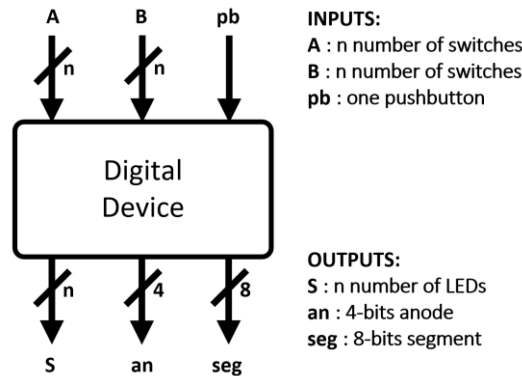 A
B
pb
n
n
Digital
Device
n
4
8
S
an
seg
INPUTS:
A : n number of switches
B : n number of switches
pb : one pushbutton
OUTPUTS:
S : n number of LEDs
an : 4-bits anode
seg : 8-bits segment